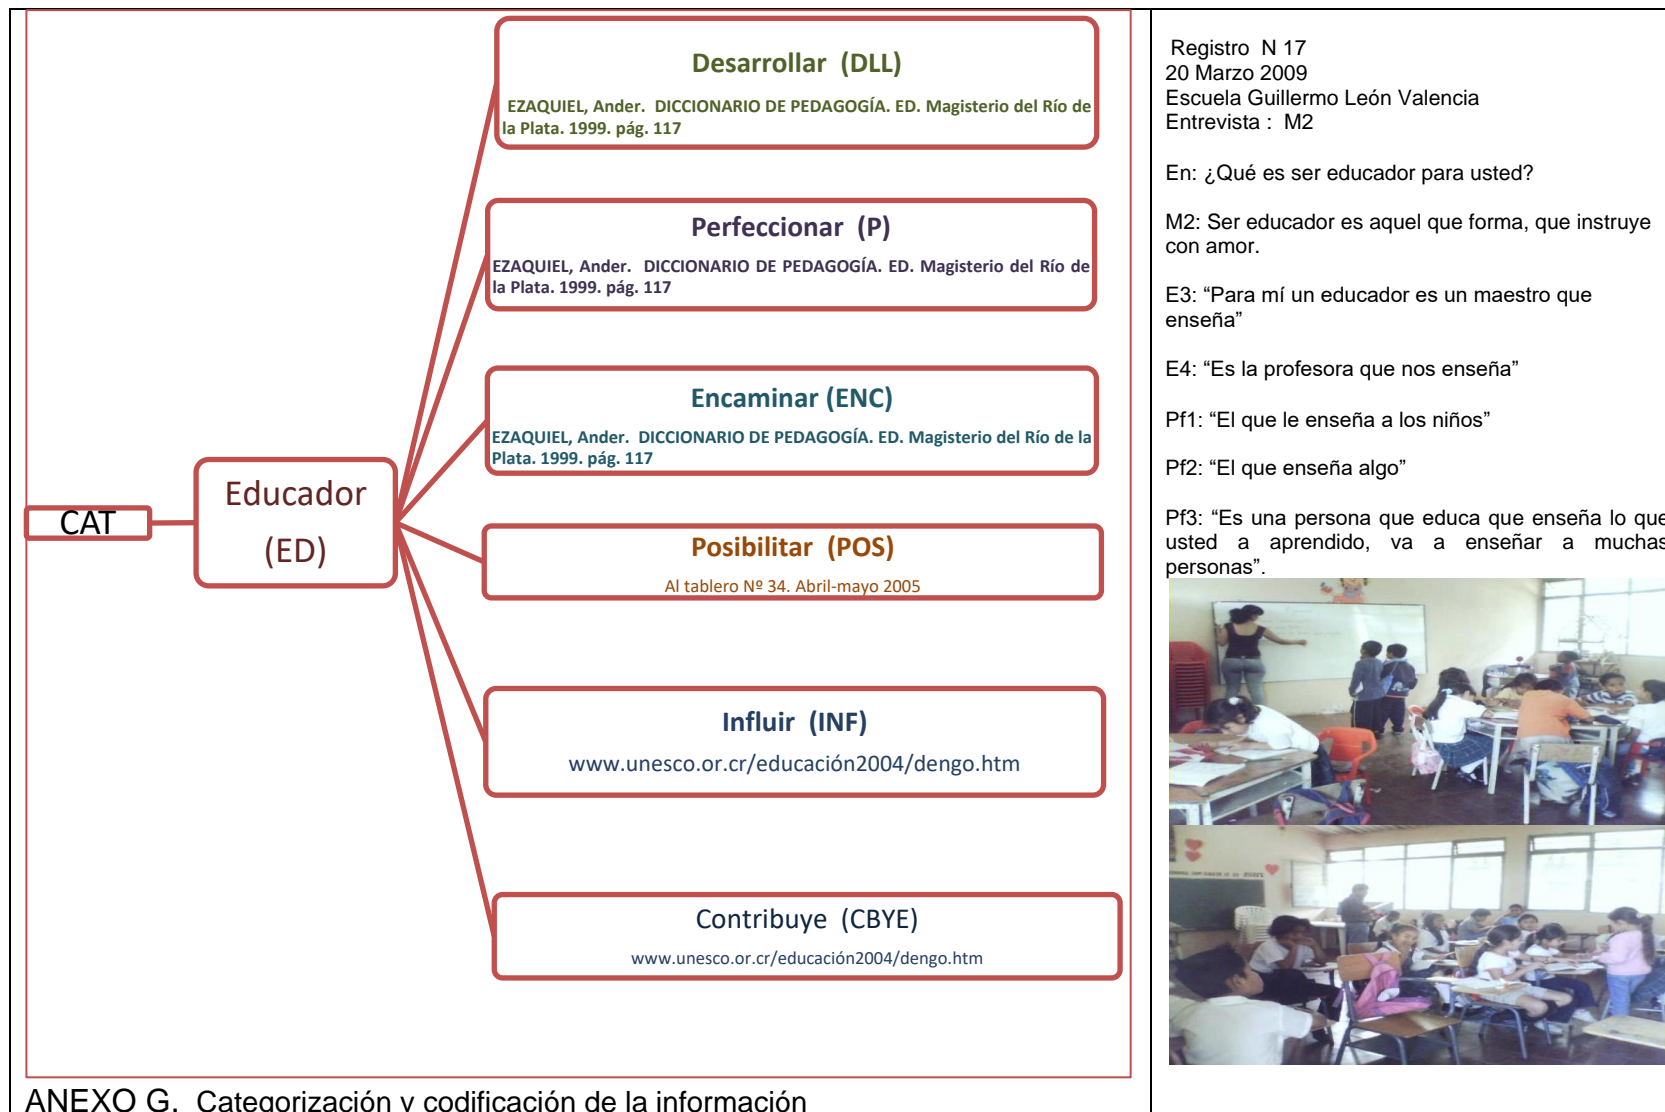 Desarrollar (DLL)
EZAQUIEL, Ander. DICCIONARIO DE PEDAGOGÍA. ED. Magisterio del Río de
la Plata. 1999. pág. 117
Perfeccionar (P)
EZAQUIEL, Ander. DICCIONARIO DE PEDAGOGÍA. ED. Magisterio del Río de
la Plata. 1999. pág. 117
Encaminar (ENC)
EZAQUIEL, Ander. DICCIONARIO DE PEDAGOGÍA. ED. Magisterio del Río de la
Plata. 1999. pág. 117
CAT
Educador
(ED)
Posibilitar (POS)
Al tablero Nº 34. Abril-mayo 2005
Influir (INF)
www.unesco.or.cr/educación2004/dengo.htm
Contribuye (CBYE)
www.unesco.or.cr/educación2004/dengo.htm
ANEXO G. Categorización y codificación de la información
Registro N 17
20 Marzo 2009
Escuela Guillermo León Valencia
Entrevista : M2
En: ¿Qué es ser educador para usted?
M2: Ser educador es aquel que forma, que instruye
con amor.
E3: “Para mí un educador es un maestro que
enseña”
E4: “Es la profesora que nos enseña”
Pf1: “El que le enseña a los niños”
Pf2: “El que enseña algo”
Pf3: “Es una persona que educa que enseña lo que
usted a aprendido, va a enseñar a muchas
personas”.